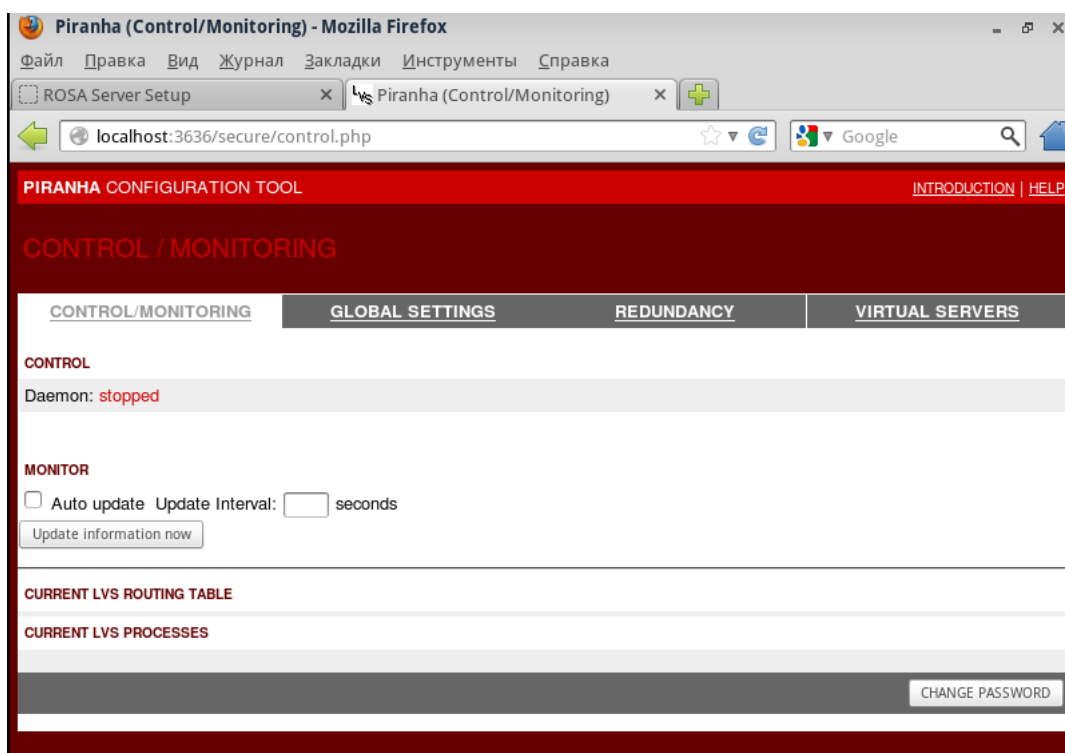 Piranha (Control/Monitoring) - Mozilla Firefox
Файл Правка Вид Журнал Закладки Инструменты Справка
ROSA Server Setup Piranha (Control/Monitoring)
localhost:3636/secure/control.php Google
PIRANHA CONFIGURATION TOOL INTRODUCTION | HELP
CONTROL / MONITORING
CONTROL/MONITORING GLOBAL SETTINGS REDUNDANCY VIRTUAL SERVERS
CONTROL
Daemon: stopped
MONITOR
Auto update Update Interval: seconds
Update information now
CURRENT LVS ROUTING TABLE
CURRENT LVS PROCESSES
CHANGE PASSWORD